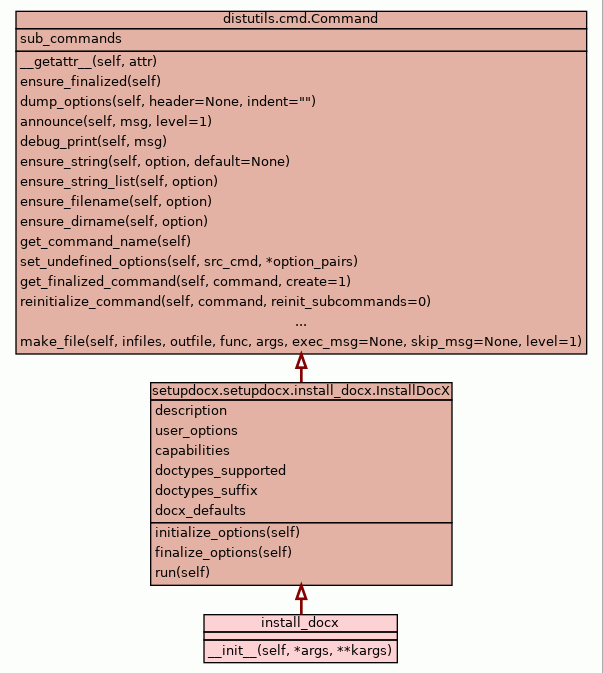 distutils.cmd.Command
sub_commands
__getattr__(self, attr)
ensure_finalized(self)
dump_options(self, header=None, indent="")
announce(self, msg, level=1)
debug_print(self, msg)
ensure_string(self, option, default=None)
ensure_string_list(self, option)
ensure_filename(self, option)
ensure_dirname(self, option)
get_command_name(self)
set_undefined_options(self, src_cmd, *option_pairs)
get_finalized_command(self, command, create=1)
reinitialize_command(self, command, reinit_subcommands=0)
...
make_file(self, infiles, outfile, func, args, exec_msg=None, skip_msg=None, level=1)
setupdocx.setupdocx.install_docx.InstallDocX
description
user_options
capabilities
doctypes_supported
doctypes_suffix
docx_defaults
initialize_options(self)
finalize_options(self)
run(self)
install_docx
__init__(self, *args, **kargs)